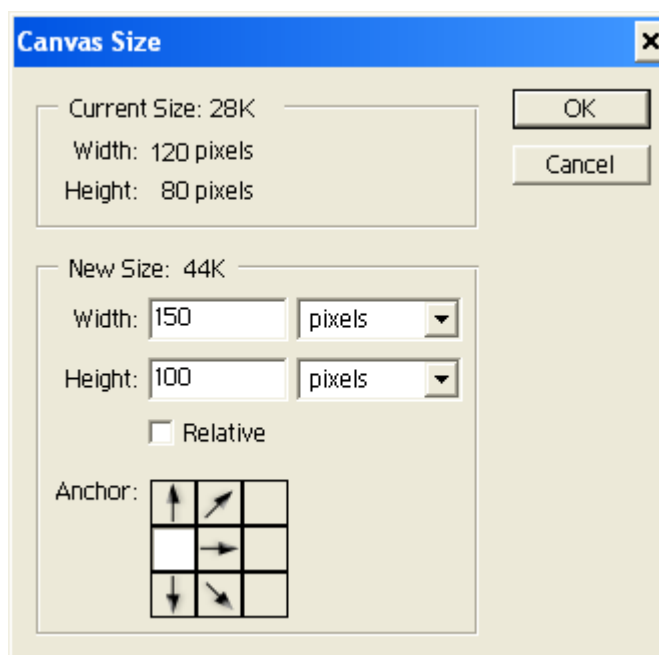 Canvas Size
Current Size: 28K
Width: 120 pixels
Height: 80 pixels
OK
Cancel
New Size: 44K
Width: 150 pixels
Height: 100 pixels
Relative
Anchor: